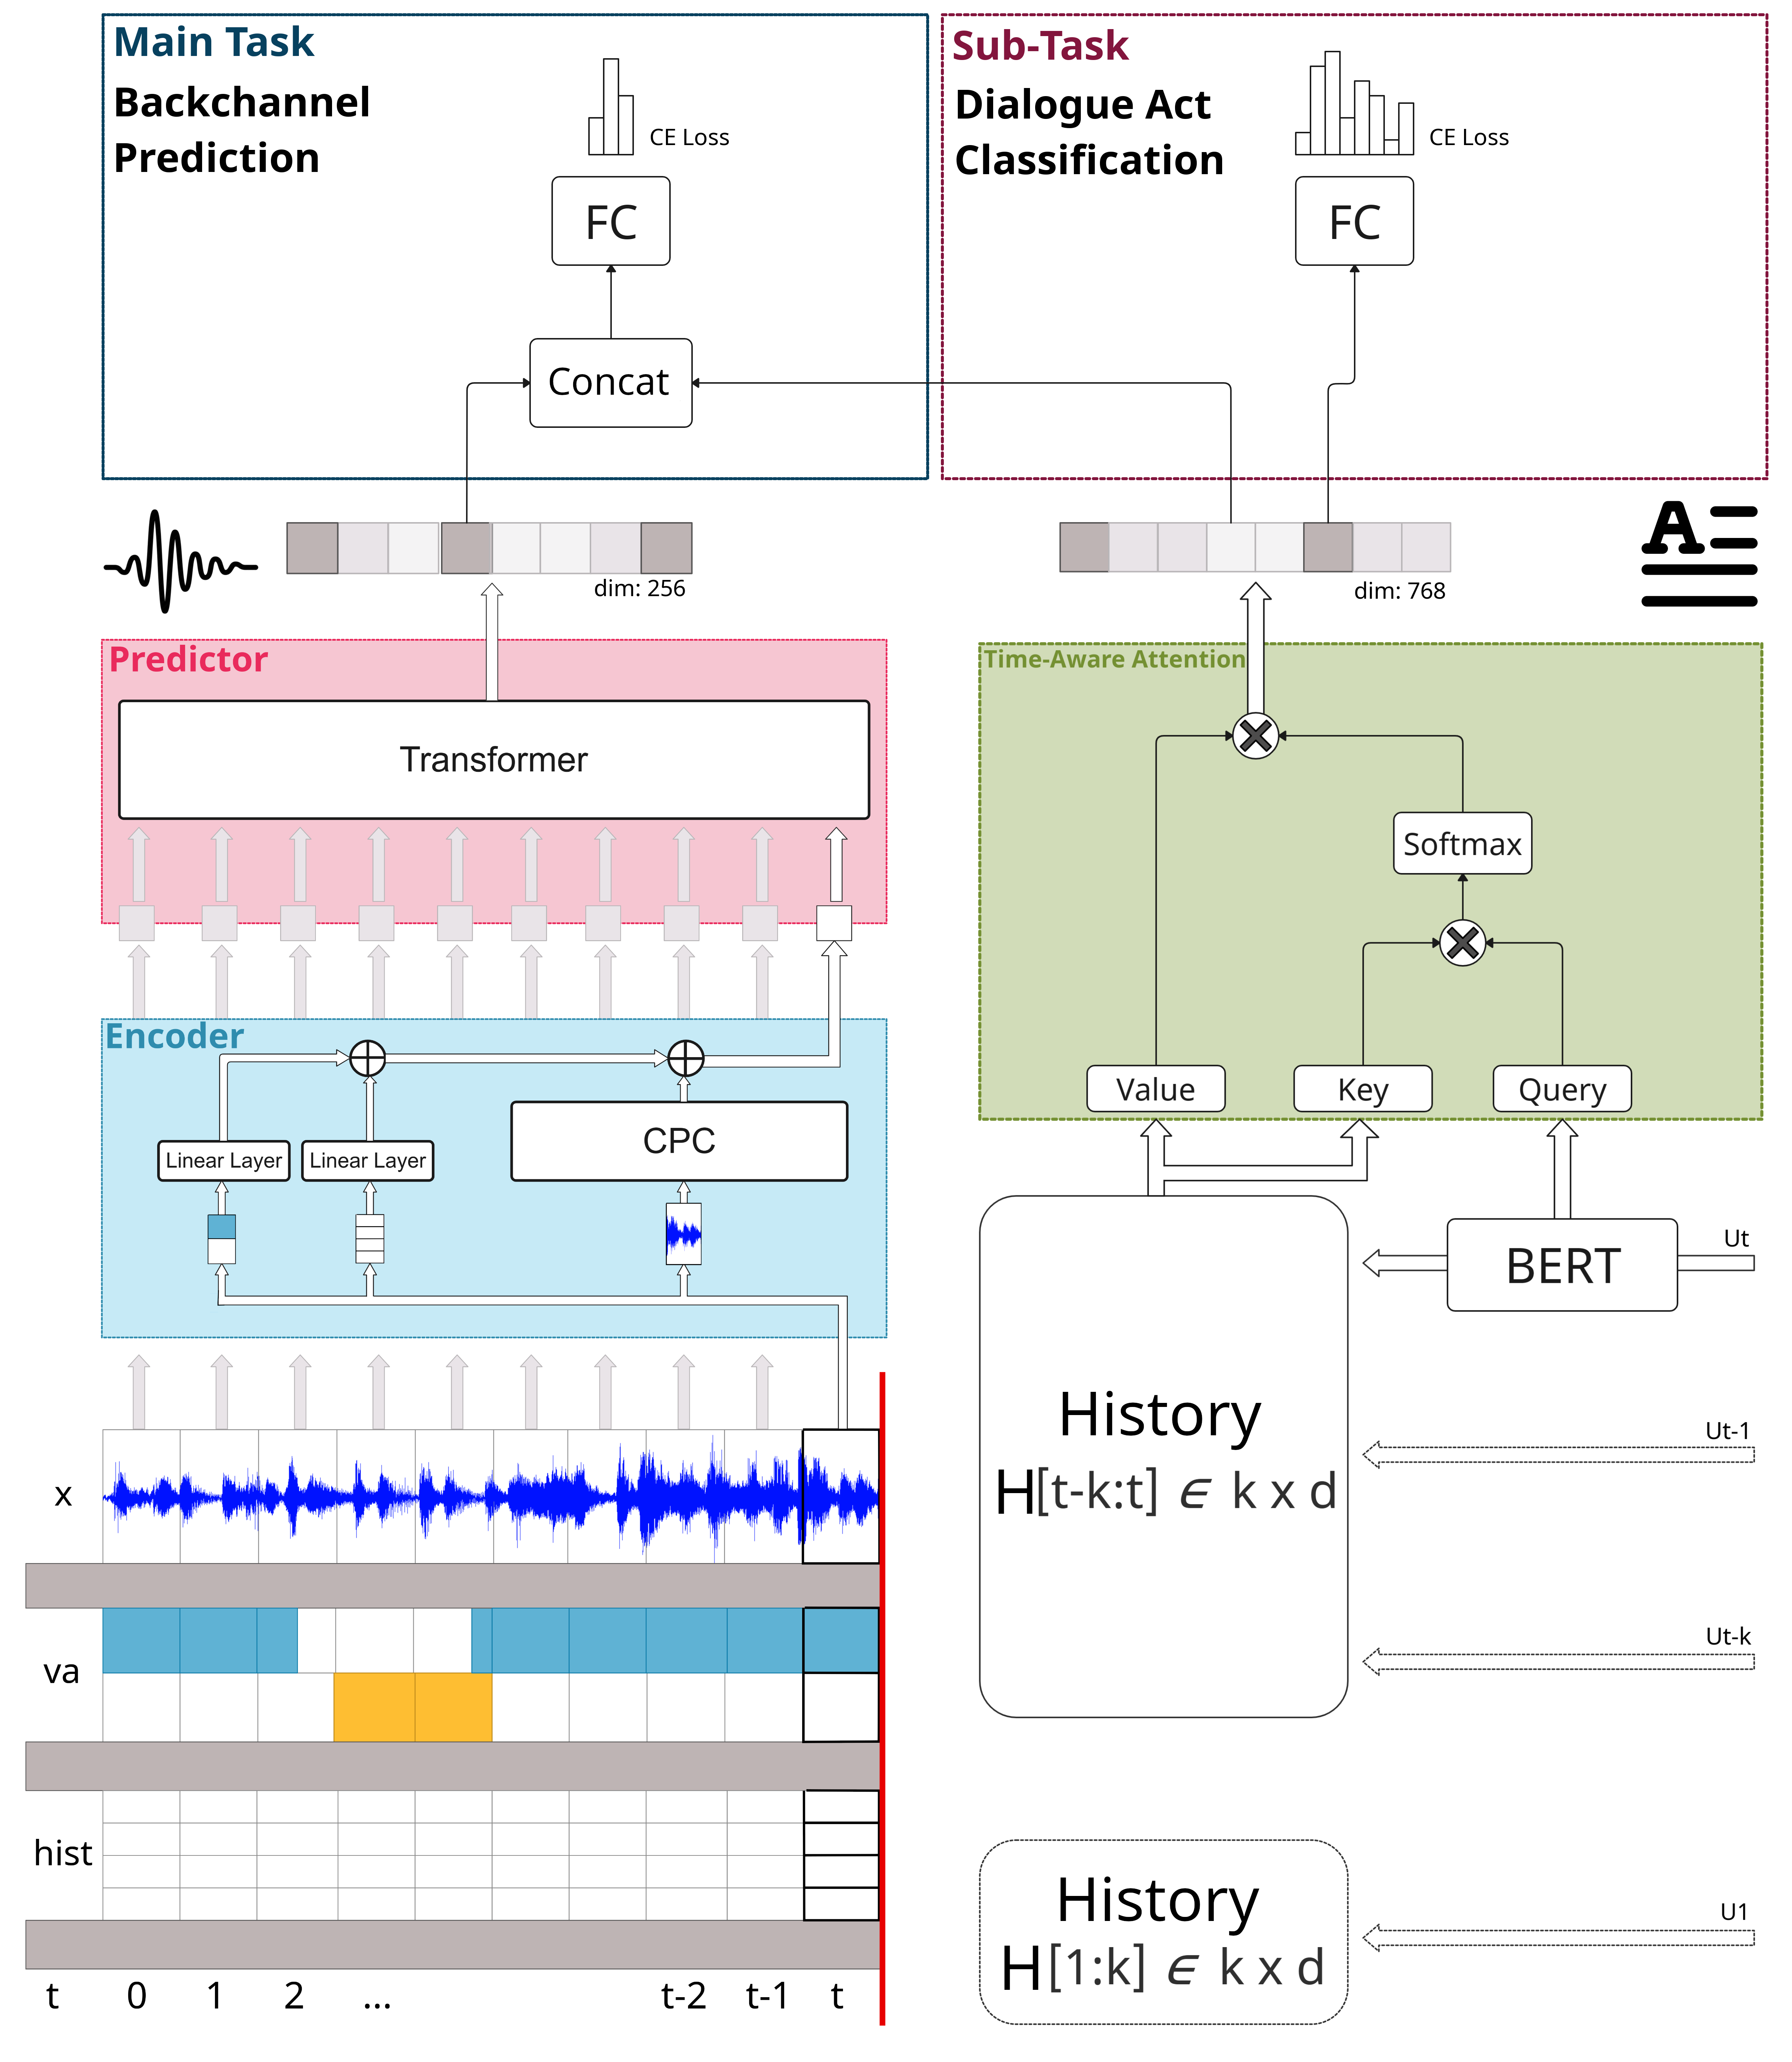 Main Task
Backchannel
Prediction
CE Loss
FC
Concat
Sub-Task
Dialogue Act
Classification
CE Loss
FC
dim: 256
A
dim: 768
Predictor
Transformer
Encoder
Linear Layer
Linear Layer
CPC
x
va
hist
t 0 1 2 ... t-2 t-1 t
Time-Aware Attention
Softmax
Value
Key
Query
BERT
Ut
History
H[t-k:t] ∈ k x d
Ut-1
Ut-k
History
H[1:k] ∈ k x d
U1